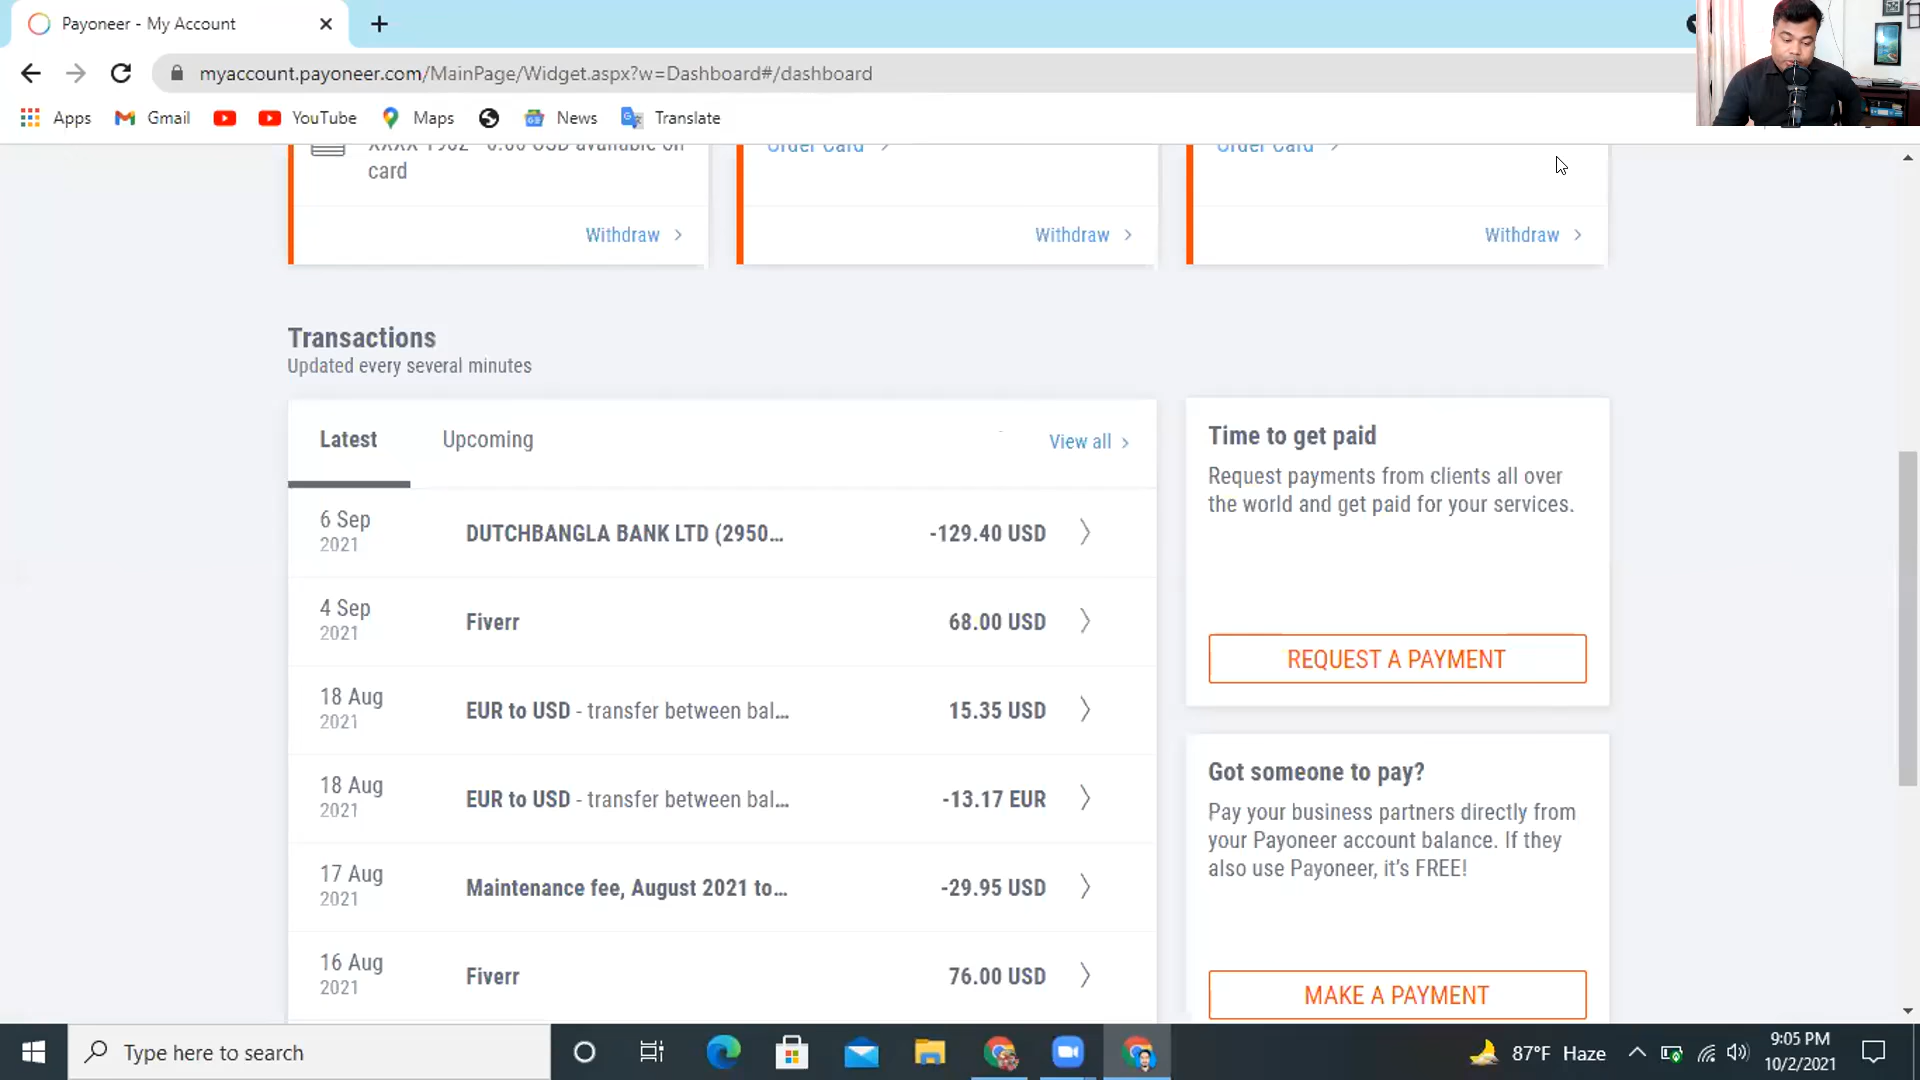 Payoneer - My Account
myaccount.payoneer.com/MainPage/Widget.aspx?w=Dashboard#/dashboard
Apps Gmail YouTube Maps News Translate
USD available on
card
Order Card
Order Card
Withdraw
Withdraw
Withdraw
Transactions
Updated every several minutes
Latest Upcoming View all
6 Sep
2021
DUTCHBANGLA BANK LTD (2950... -129.40 USD
4 Sep
2021
Fiverr 68.00 USD
18 Aug
2021
EUR to USD - transfer between bal... 15.35 USD
18 Aug
2021
EUR to USD - transfer between bal... -13.17 EUR
17 Aug
2021
Maintenance fee, August 2021 to... -29.95 USD
16 Aug
2021
Fiverr 76.00 USD
Time to get paid
Request payments from clients all over
the world and get paid for your services.
REQUEST A PAYMENT
Got someone to pay?
Pay your business partners directly from
your Payoneer account balance. If they
also use Payoneer, it's FREE!
MAKE A PAYMENT
Type here to search
87°F Haze
9:05 PM
10/2/2021